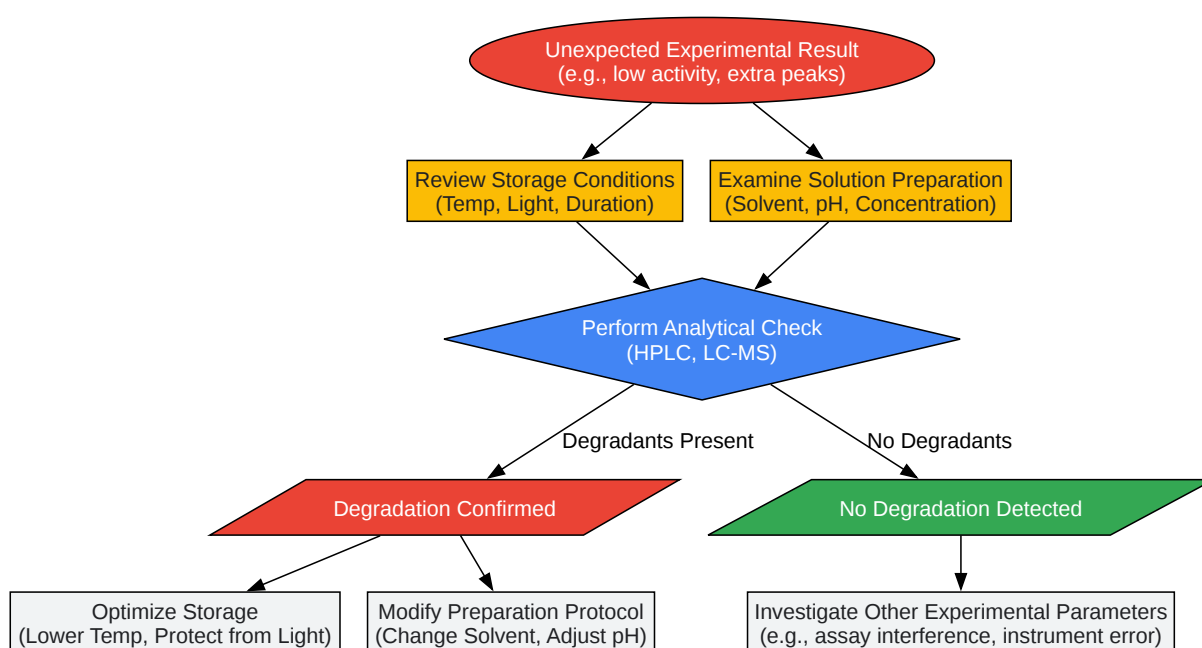 Unexpected Experimental Result
(e.g., low activity, extra peaks)
Review Storage Conditions
(Temp, Light, Duration)
Examine Solution Preparation
(Solvent, pH, Concentration)
Perform Analytical Check
(HPLC, LC-MS)
Degradants Present
No Degradants
Degradation Confirmed
No Degradation Detected
Optimize Storage
(Lower Temp, Protect from Light)
Modify Preparation Protocol
(Change Solvent, Adjust pH)
Investigate Other Experimental Parameters
(e.g., assay interference, instrument error)